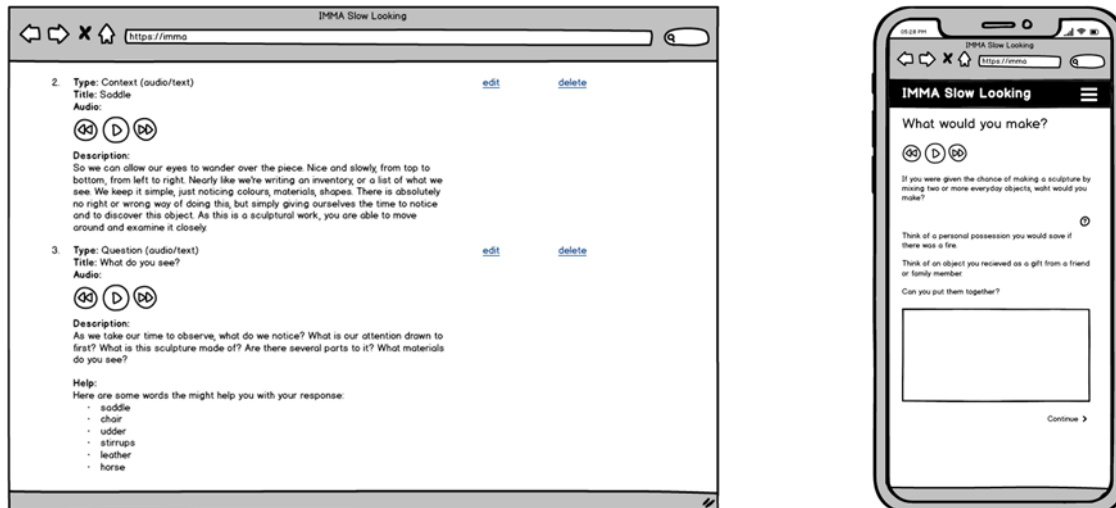 IMMA Slow Looking
https://imma
2. Type: Context (audio/text) edit delete
Title: Saddle
Audio:
Description:
So we can allow our eyes to wander over the piece. Nice and slowly, from top to
bottom, from left to right. Nearly like we're writing an inventory, or a list of what we
see. We keep it simple, just noticing colours, materials, shapes. There is absolutely
no right or wrong way of doing this, but simply giving ourselves the time to notice
and to discover this object. As this is a sculptural work, you are able to move
around and examine it closely.
3. Type: Question (audio/text) edit delete
Title: What do you see?
Audio:
Description:
As we take our time to observe, what do we notice? What is our attention drawn to
first? What is this sculpture made of? Are there several parts to it? What materials
do you see?
Help:
Here are some words the might help you with your response:
· saddle
· chair
· udder
· stirrups
· leather
· horse
05:28 PM
IMMA Slow Looking
https://imma
IMMA Slow Looking
What would you make?
If you were given the chance of making a sculpture by
mixing two or more everyday objects, waht would you
make?
?
Think of a personal possession you would save if
there was a fire.
Think of an object you recieved as a gift from a friend
or family member.
Can you put them together?
Continue >